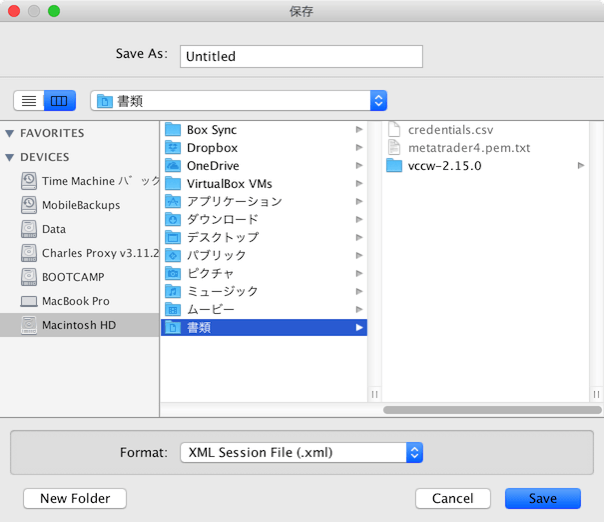 保存
Save As:
Untitled
書類
FAVORITES
DEVICES
Time Machine バック
MobileBackups
Data
Charles Proxy v3.11.2
BOOTCAMP
MacBook Pro
Macintosh HD
Box Sync
Dropbox
OneDrive
VirtualBox VMs
アプリケーション
ダウンロード
デスクトップ
パブリック
ピクチャ
ミュージック
ムービー
書類
credentials.csv
metatrader4.pem.txt
vccw-2.15.0
Format:
XML Session File (.xml)
New Folder
Cancel
Save